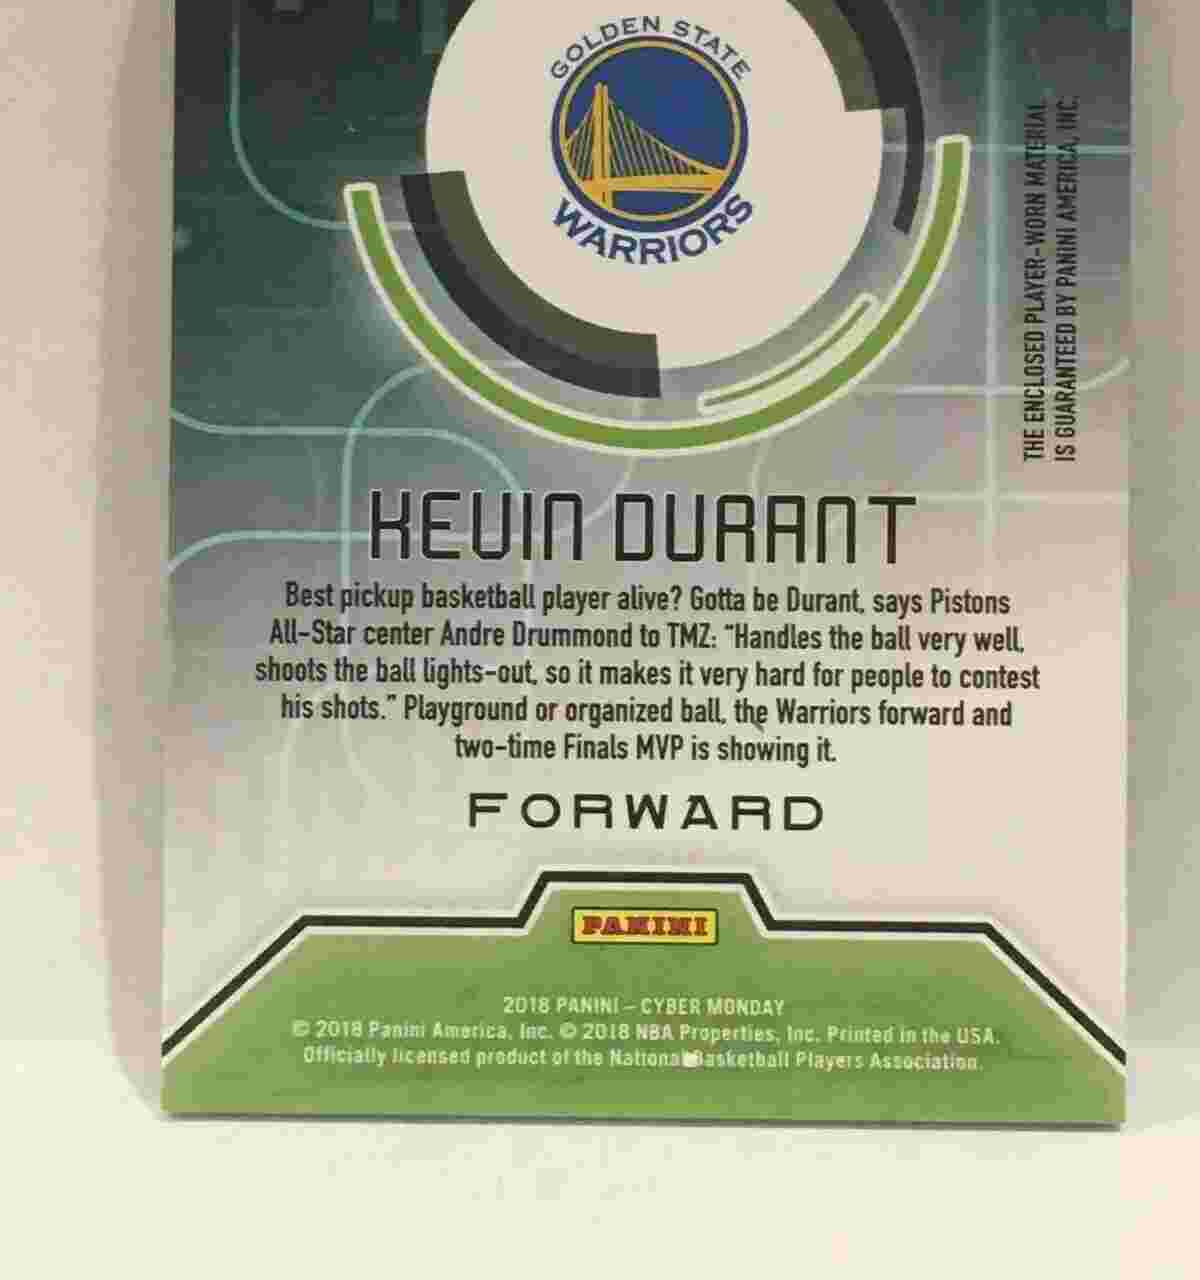 GOLDEN STATE
WARRIORS
THE ENCLOSED PLAYER-WORN MATERIAL
IS GUARANTEED BY PANINI AMERICA, INC.
KEVIN DURANT
Best pickup basketball player alive? Gotta be Durant, says Pistons
All-Star center Andre Drummond to TMZ: "Handles the ball very well,
shoots the ball lights-out, so it makes it very hard for people to contest
his shots." Playground or organized ball, the Warriors forward and
two-time Finals MVP is showing it.
FORWARD
PANINI
2018 PANINI – CYBER MONDAY
© 2018 Panini America, Inc. © 2018 NBA Properties, Inc. Printed in the USA.
Officially licensed product of the National Basketball Players Association.